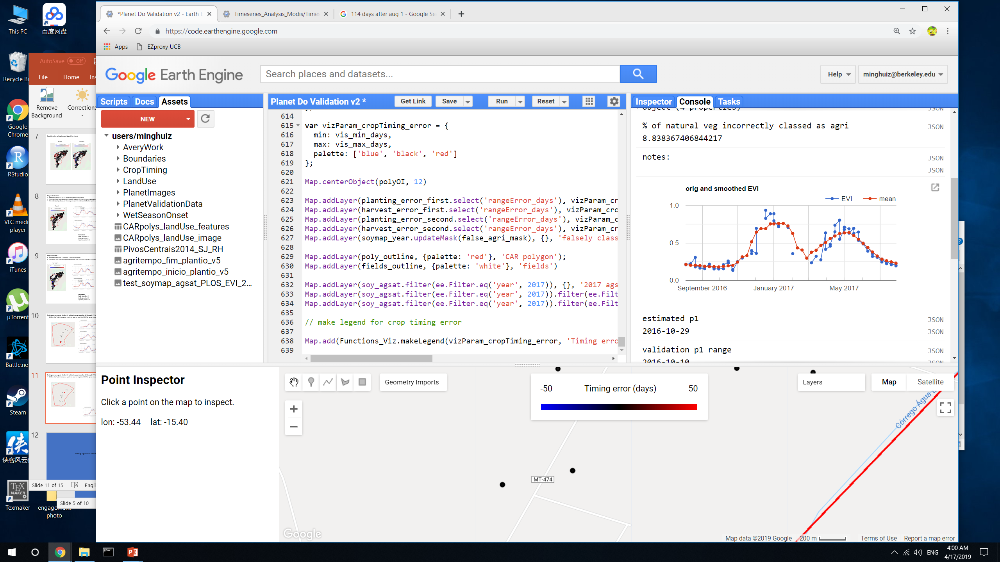 This PC
百度网盘
Recycle Bi
Google
Chrome
RStudio
VLC medi
player
iTunes
µTorrent
Battle.ne
Steam
Texmaker
engagement
photo
AutoSave Off
File Home Ins
Remove
Background
Corrections
7
8
9
10
11
12
Slide 11 of 15 Engli
Slide 5 of 10
*Planet Do Validation v2 - Earth E
Timeseries_Analysis_Modis/Times
114 days after aug 1 - Google Se
https://code.earthengine.google.com
Apps EZproxy UCB
Google Earth Engine
Search places and datasets...
Help
minghuiz@berkeley.edu
Scripts Docs Assets
NEW
users/minghuiz
AveryWork
Boundaries
CropTiming
LandUse
PlanetImages
PlanetValidationData
WetSeasonOnset
CARpolys_landUse_features
CARpolys_landUse_image
PivosCentrais2014_SJ_RH
agritempo_fim_plantio_v5
agritempo_inicio_plantio_v5
test_soymap_agsat_PLOS_EVI_2...
Planet Do Validation v2 *
Get Link Save Run Reset
614
615 var vizParam_cropTiming_error = {
616 min: vis_min_days,
617 max: vis_max_days,
618 palette: ['blue', 'black', 'red']
619 };
620
621 Map.centerObject(polyOI, 12)
622
623 Map.addLayer(planting_error_first.select('rangeError_days'), vizParam_cr
624 Map.addLayer(harvest_error_first.select('rangeError_days'), vizParam_cro
625 Map.addLayer(planting_error_second.select('rangeError_days'), vizParam_c
626 Map.addLayer(harvest_error_second.select('rangeError_days'), vizParam_cr
627 Map.addLayer(soymap_year.updateMask(false_agri_mask), {}, 'falsely class
628
629 Map.addLayer(poly_outline, {palette: 'red'}, 'CAR polygon');
630 Map.addLayer(fields_outline, {palette: 'white'}, 'fields')
631
632 Map.addLayer(soy_agsat.filter(ee.Filter.eq('year', 2017)), {}, '2017 ags
633 Map.addLayer(soy_agsat.filter(ee.Filter.eq('year', 2017)).filter(ee.Filt
634 Map.addLayer(soy_agsat.filter(ee.Filter.eq('year', 2017)).filter(ee.Filt
635
636 // make legend for crop timing error
637
638 Map.add(Functions_Viz.makeLegend(vizParam_cropTiming_error, 'Timing erro
639
Inspector Console Tasks
Object (4 properties) JSON
% of natural veg incorrectly classed as agri JSON
8.838367406844217
notes: JSON
JSON
orig and smoothed EVI
EVI mean
1.0
0.5
0.0
September 2016 January 2017 May 2017
estimated p1 JSON
2016-10-29 JSON
validation p1 range JSON
2016-10-10 JSON
Point Inspector
Click a point on the map to inspect.
lon: -53.44 lat: -15.40
Geometry Imports
-50 Timing error (days) 50
Layers
Map Satellite
MT-474
Google
Map data ©2019 Google 200 m Terms of Use Report a map error
ENG
4:00 AM
4/17/2019